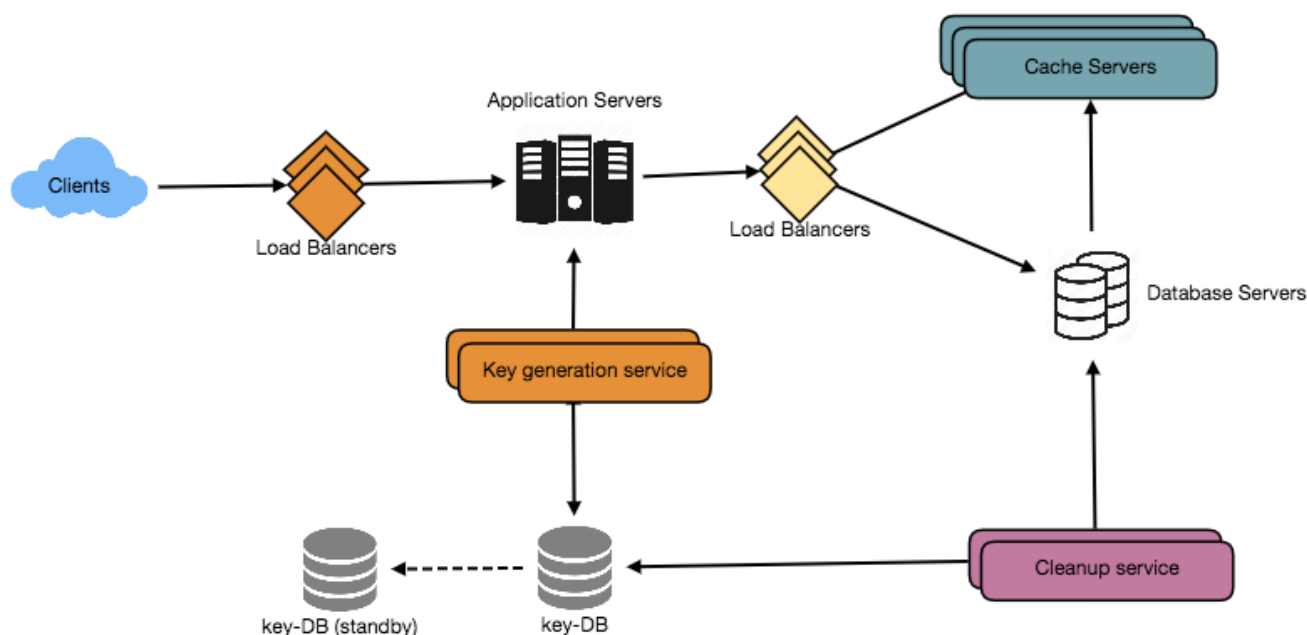 Cache Servers
Application Servers
Clients
Load Balancers
Load Balancers
Database Servers
Key generation service
Cleanup service
key-DB (standby)
key-DB